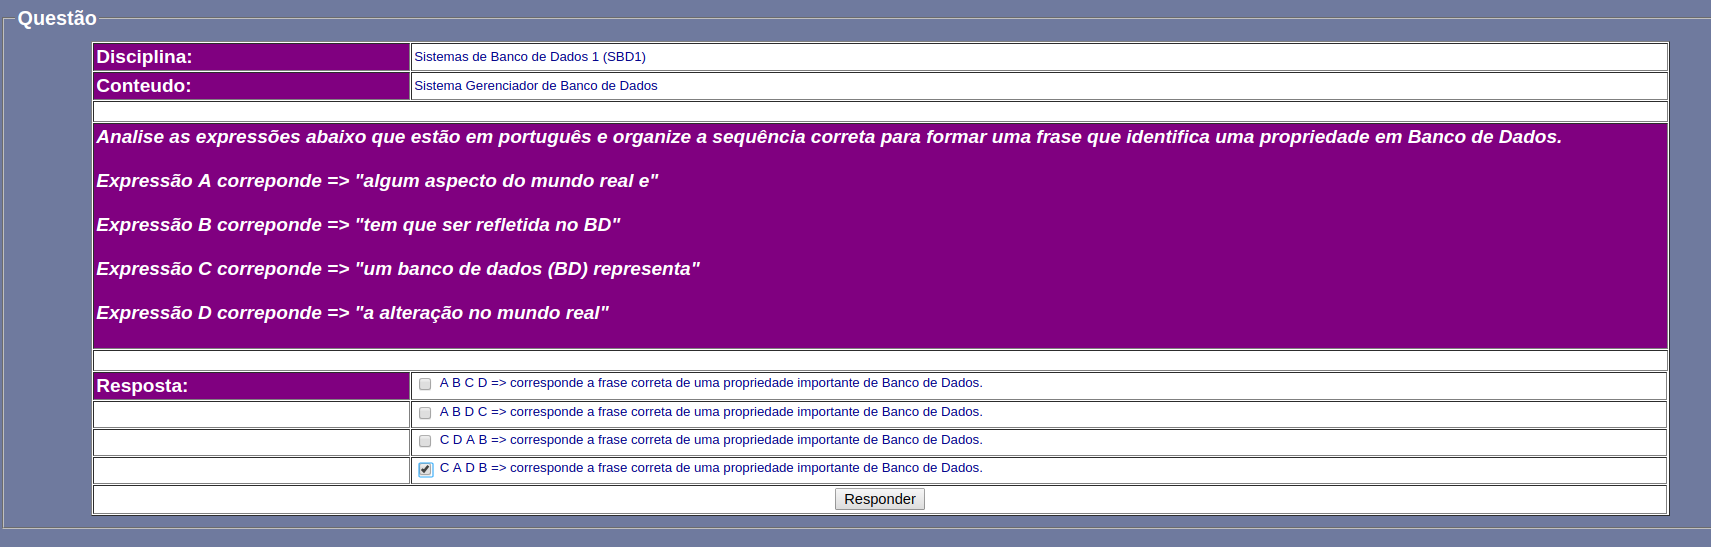 Questão
Disciplina: Sistemas de Banco de Dados 1 (SBD1)
Conteudo: Sistema Gerenciador de Banco de Dados
Analise as expressões abaixo que estão em português e organize a sequência correta para formar uma frase que identifica uma propriedade em Banco de Dados.
Expressão A correponde => "algum aspecto do mundo real e"
Expressão B correponde => "tem que ser refletida no BD"
Expressão C correponde => "um banco de dados (BD) representa"
Expressão D correponde => "a alteração no mundo real"
Resposta: A B C D => corresponde a frase correta de uma propriedade importante de Banco de Dados.
A B D C => corresponde a frase correta de uma propriedade importante de Banco de Dados.
C D A B => corresponde a frase correta de uma propriedade importante de Banco de Dados.
C A D B => corresponde a frase correta de uma propriedade importante de Banco de Dados.
Responder